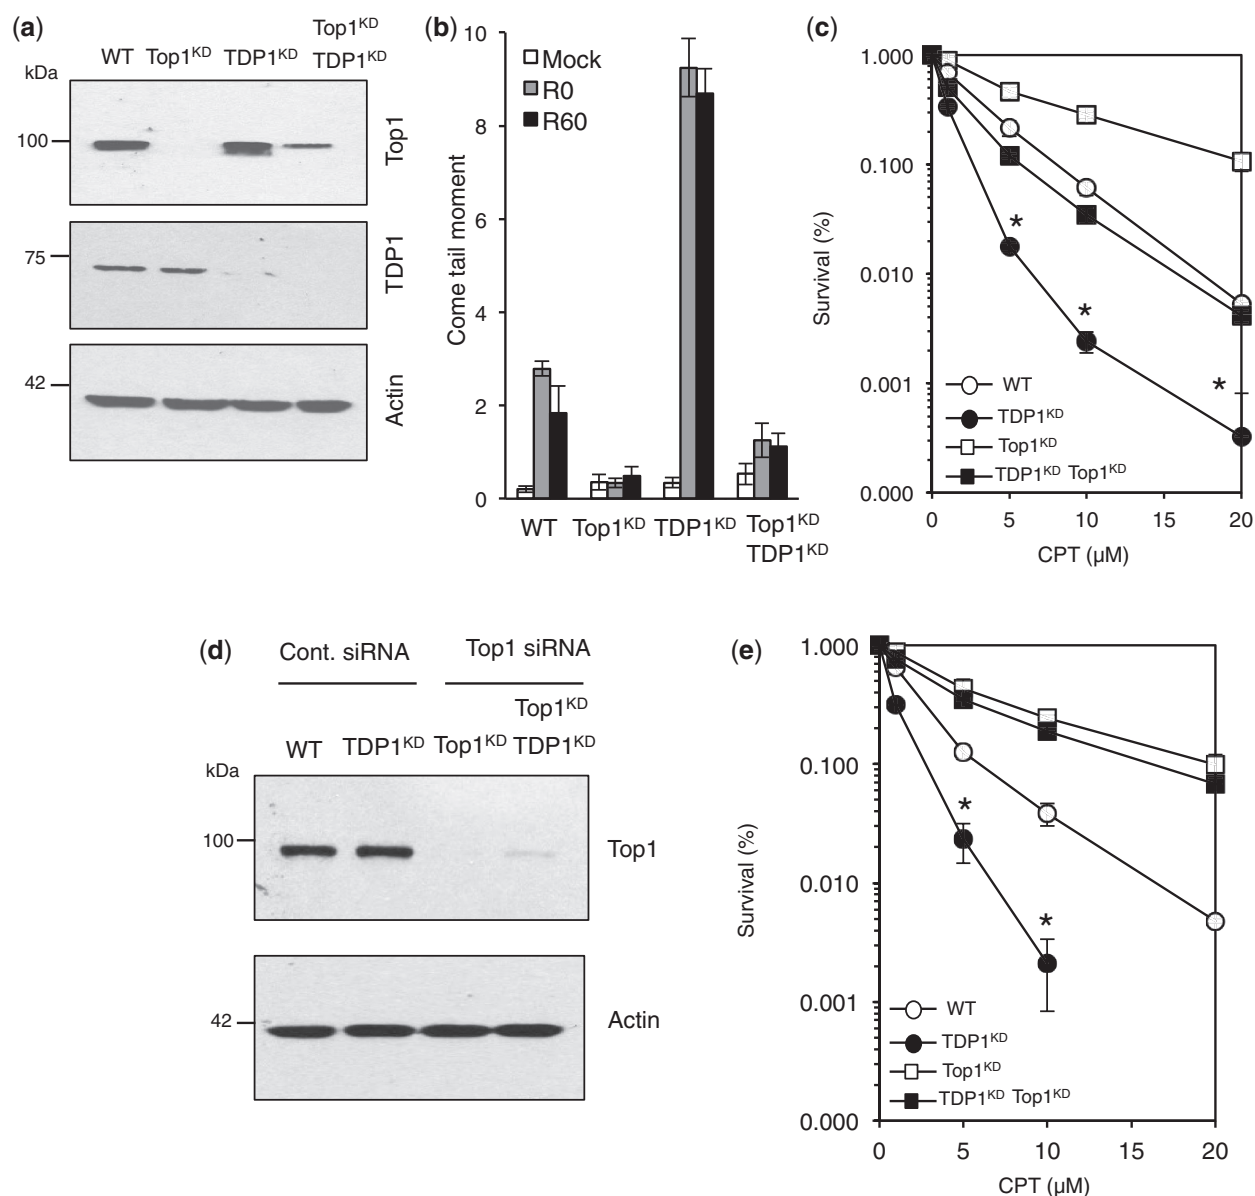 (a)
WT Top1KD TDP1KD Top1KD TDP1KD
kDa
100
Top1
75
TDP1
42
Actin
(b)
10
8
6
4
2
0
Come tail moment
Mock
R0
R60
WT Top1KD TDP1KD Top1KD
TDP1KD
(c)
1.000
0.100
0.010
0.001
0.000
Survival (%)
*
*
*
WT
TDP1KD
Top1KD
TDP1KD Top1KD
0 5 10 15 20
CPT (µM)
(d)
Cont. siRNA Top1 siRNA
WT TDP1KD Top1KD Top1KD TDP1KD
kDa
100
Top1
42
Actin
(e)
1.000
0.100
0.010
0.001
0.000
Survival (%)
*
*
WT
TDP1KD
Top1KD
TDP1KD Top1KD
0 5 10 15 20
CPT (µM)